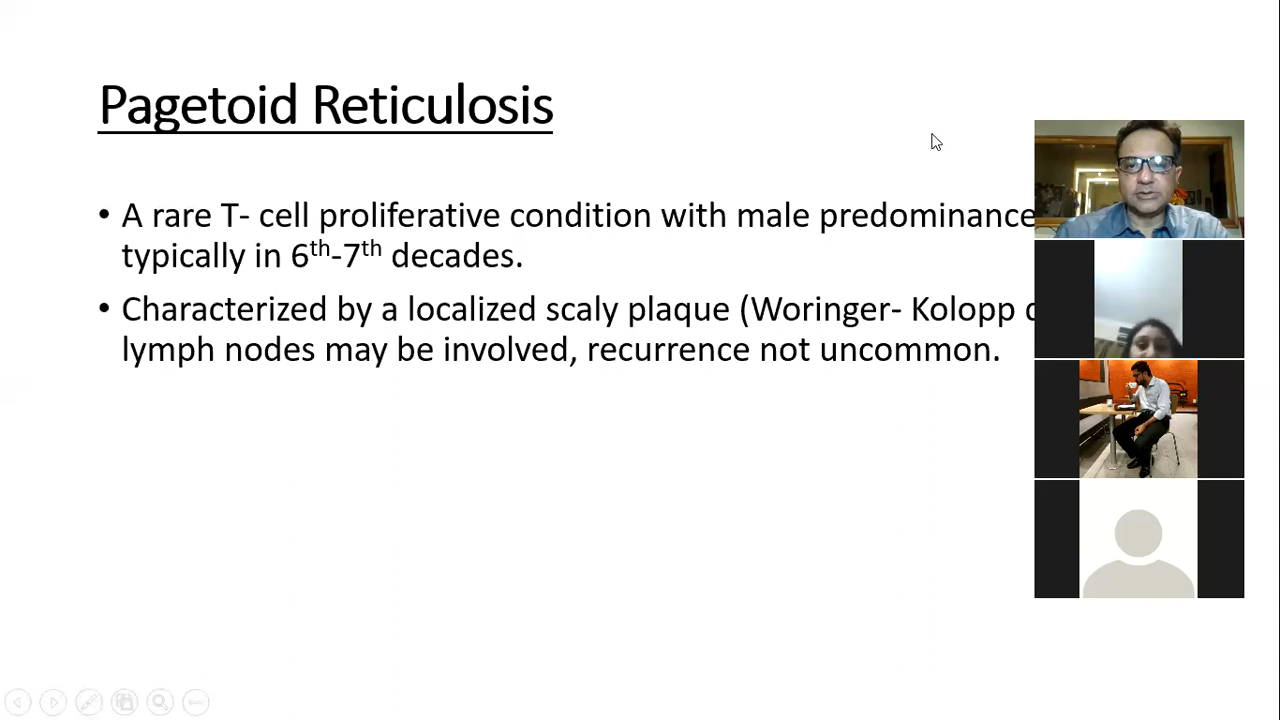 Pagetoid Reticulosis
• A rare T- cell proliferative condition with male predominance
typically in 6th-7th decades.
• Characterized by a localized scaly plaque (Woringer- Kolopp
lymph nodes may be involved, recurrence not uncommon.